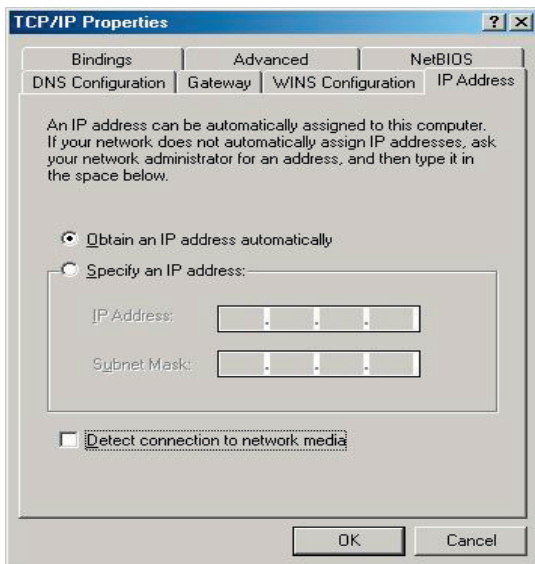 TCP/IP Properties
Bindings Advanced NetBIOS
DNS Configuration Gateway WINS Configuration IP Address
An IP address can be automatically assigned to this computer.
If your network does not automatically assign IP addresses, ask
your network administrator for an address, and then type it in
the space below.
Obtain an IP address automatically
Specify an IP address:
IP Address:
Subnet Mask:
Detect connection to network media
OK Cancel